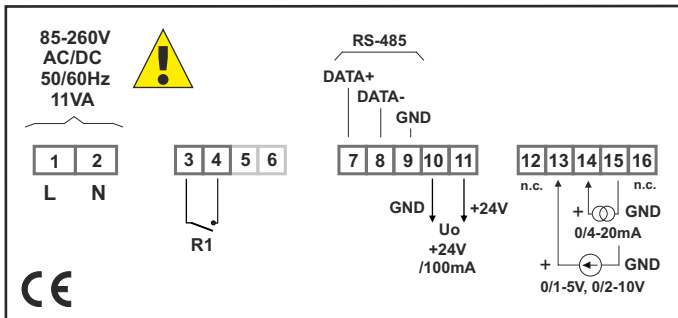 85-260V
AC/DC
50/60Hz
11VA
!
1 2
L N
3 4 5 6
R1
RS-485
DATA+
DATA-
GND
7 8 9 10 11
GND
+24V
Uo
+24V
/100mA
12 13 14 15 16
n.c.
n.c.
+ GND
0/4-20mA
+ GND
0/1-5V, 0/2-10V
CE